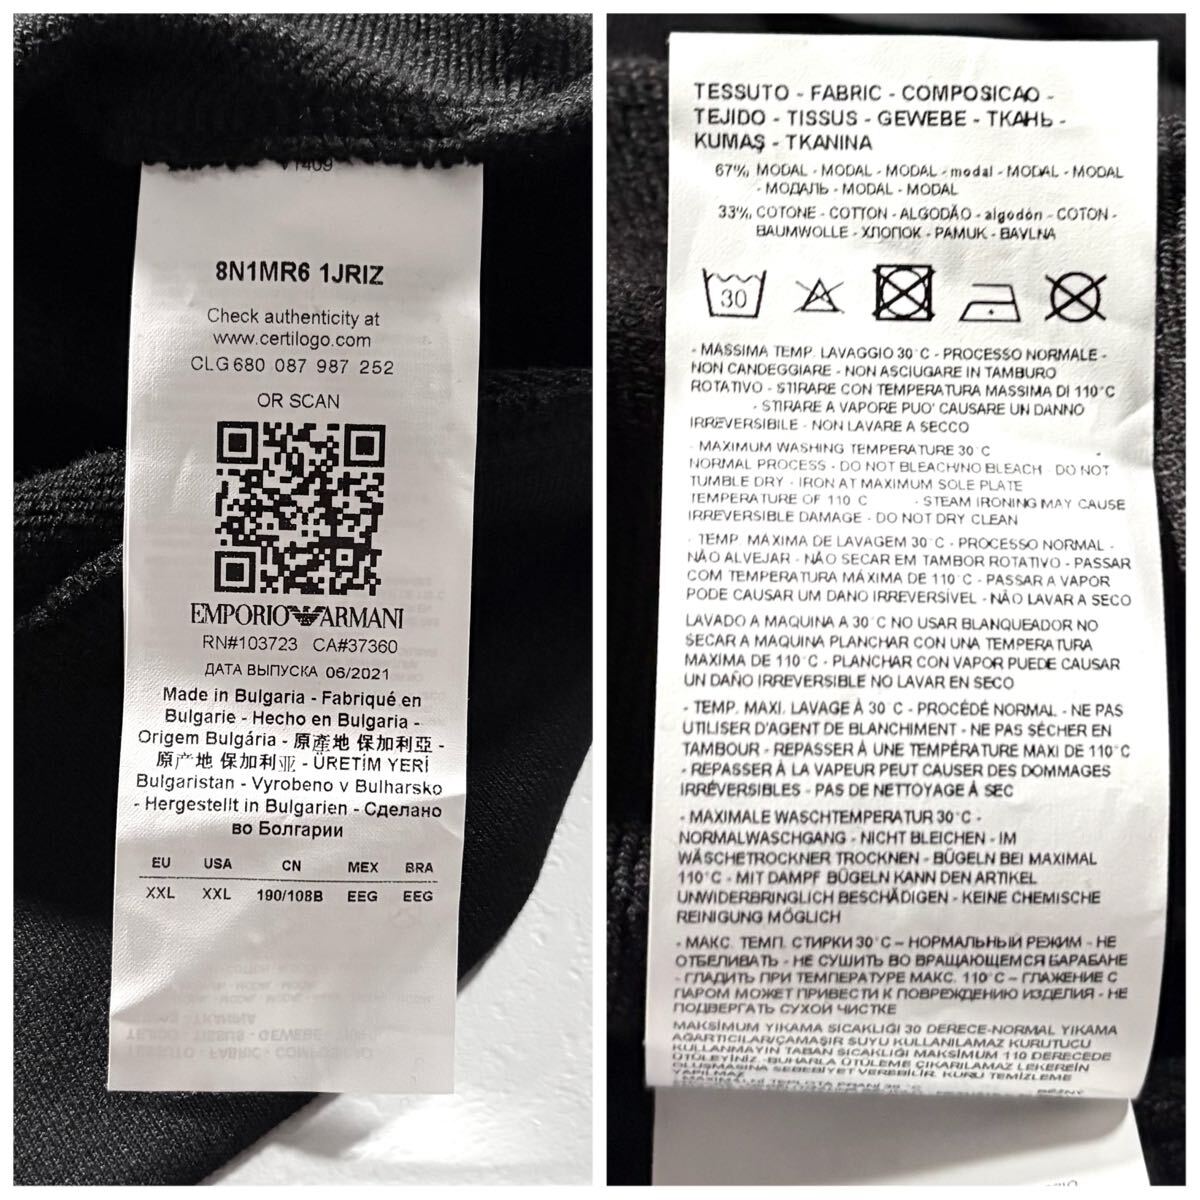 V1409
8N1MR6 1JRIZ
Check authenticity at
www.certilogo.com
CLG 680 087 987 252
OR SCAN
EMPORIO ARMANI
RN#103723 CA#37360
ДАТА ВЫПУСКА 06/2021
Made in Bulgaria - Fabriqué en
Bulgarie - Hecho en Bulgaria -
Origem Bulgária - 原產地 保加利亞 -
原产地 保加利亚 - ÜRETİM YERİ
Bulgaristan - Vyrobeno v Bulharsko
- Hergestellt in Bulgarien - Сделано
во Болгарии
EU USA CN MEX BRA
XXL XXL 190/108B EEG EEG
TESSUTO - FABRIC - COMPOSICAO -
TEJIDO - TISSUS - GEWEBE - ТКАНЬ -
KUMAŞ - TKANINA
67% MODAL - MODAL - MODAL - modal - MODAL - MODAL
- МОДАЛЬ - MODAL - MODAL
33% COTONE - COTTON - ALGODÃO - algodón - COTON -
BAUMWOLLE - ХЛОПОК - PAMUK - BAVLNA
30
- MASSIMA TEMP. LAVAGGIO 30°C - PROCESSO NORMALE -
NON CANDEGGIARE - NON ASCIUGARE IN TAMBURO
ROTATIVO - STIRARE CON TEMPERATURA MASSIMA DI 110°C
- STIRARE A VAPORE PUO' CAUSARE UN DANNO
IRREVERSIBILE - NON LAVARE A SECCO
- MAXIMUM WASHING TEMPERATURE 30°C
NORMAL PROCESS - DO NOT BLEACH/NO BLEACH - DO NOT
TUMBLE DRY - IRON AT MAXIMUM SOLE PLATE
TEMPERATURE OF 110 C - STEAM IRONING MAY CAUSE
IRREVERSIBLE DAMAGE - DO NOT DRY CLEAN
- TEMP. MÁXIMA DE LAVAGEM 30°C - PROCESSO NORMAL -
NÃO ALVEJAR - NÃO SECAR EM TAMBOR ROTATIVO - PASSAR
COM TEMPERATURA MÁXIMA DE 110°C - PASSAR A VAPOR
PODE CAUSAR UM DANO IRREVERSÍVEL - NÃO LAVAR A SECO
LAVADO A MAQUINA A 30°C NO USAR BLANQUEADOR NO
SECAR A MAQUINA PLANCHAR CON UNA TEMPERATURA
MAXIMA DE 110°C - PLANCHAR CON VAPOR PUEDE CAUSAR
UN DAÑO IRREVERSIBLE NO LAVAR EN SECO
- TEMP. MAXI. LAVAGE À 30°C - PROCÉDÉ NORMAL - NE PAS
UTILISER D'AGENT DE BLANCHIMENT - NE PAS SÉCHER EN
TAMBOUR - REPASSER À UNE TEMPÉRATURE MAXI DE 110°C
- REPASSER À LA VAPEUR PEUT CAUSER DES DOMMAGES
IRRÉVERSIBLES - PAS DE NETTOYAGE À SEC
- MAXIMALE WASCHTEMPERATUR 30°C -
NORMALWASCHGANG - NICHT BLEICHEN - IM
WÄSCHETROCKNER TROCKNEN - BÜGELN BEI MAXIMAL
110°C - MIT DAMPF BÜGELN KANN DEN ARTIKEL
UNWIDERBRINGLICH BESCHÄDIGEN - KEINE CHEMISCHE
REINIGUNG MÖGLICH
- МАКС. ТЕМП. СТИРКИ 30°C – НОРМАЛЬНЫЙ РЕЖИМ - НЕ
ОТБЕЛИВАТЬ - НЕ СУШИТЬ ВО ВРАЩАЮЩЕМСЯ БАРАБАНЕ
- ГЛАДИТЬ ПРИ ТЕМПЕРАТУРЕ МАКС. 110°C – ГЛАЖЕНИЕ С
ПАРОМ МОЖЕТ ПРИВЕСТИ К ПОВРЕЖДЕНИЮ ИЗДЕЛИЯ - НЕ
ПОДВЕРГАТЬ СУХОЙ ЧИСТКЕ
MAKSİMUM YIKAMA SICAKLIĞI 30 DERECE-NORMAL YIKAMA
AĞARTICILAR/ÇAMAŞIR SUYU KULLANILAMAZ KURUTUCU
KULLANMAYIN TABAN SICAKLIĞI MAKSİMUM 110 DERECEDE
ÜTÜLEYİNİZ -BUHARLA ÜTÜLEME ÇIKARILAMAZ LEKEREİN
OLUŞMASINA SEBEBİYET VEREBİLİR. KURU TEMİZLEME
YAPILMAZ